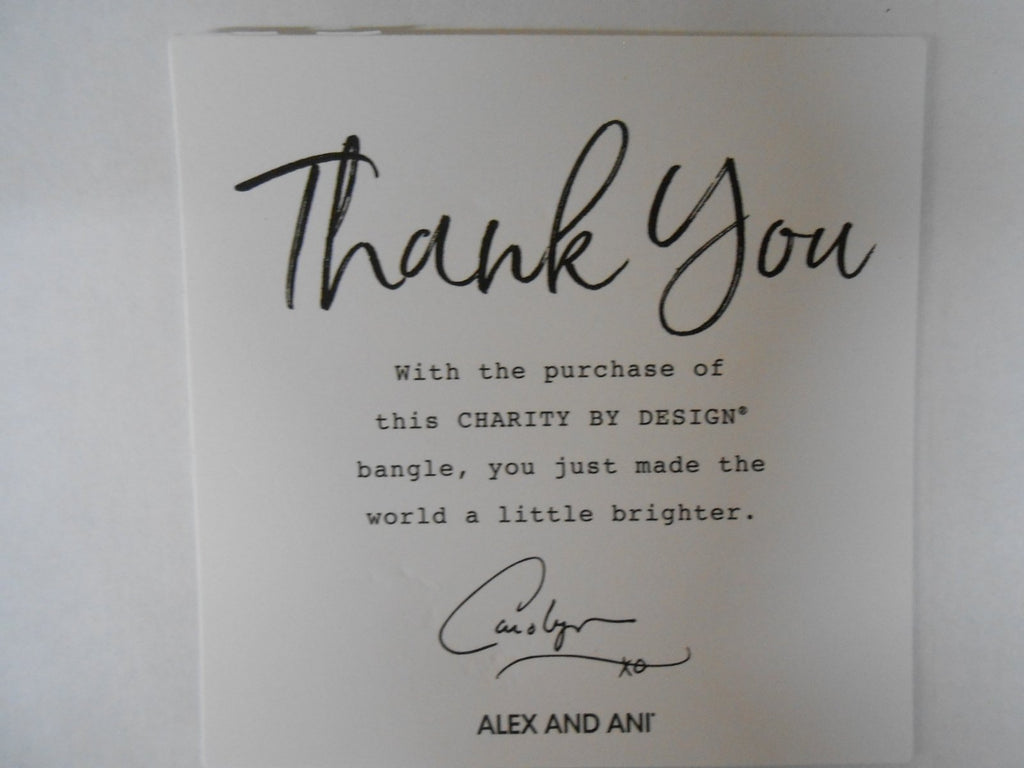 Thank You
With the purchase of
this CHARITY BY DESIGN®
bangle, you just made the
world a little brighter.
Carolyn
xo
ALEX AND ANI